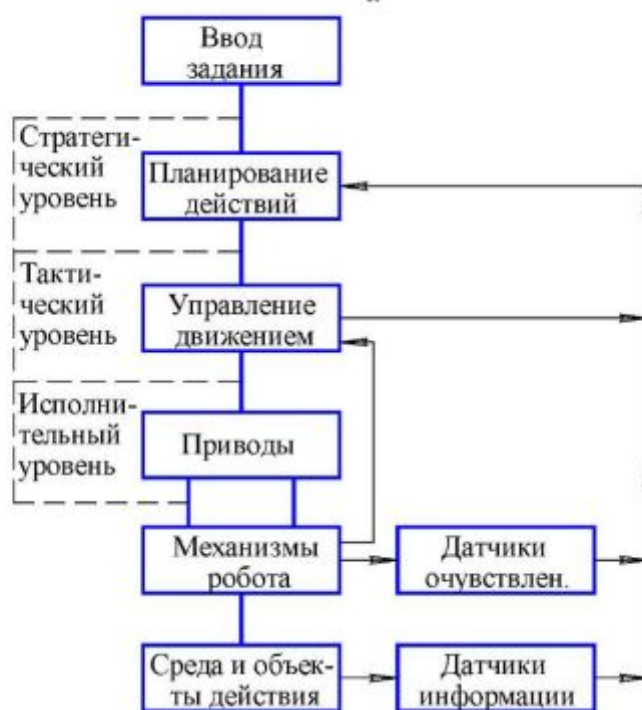 Ввод
задания
Стратеги-
ческий
уровень
Планирование
действий
Такти-
ческий
уровень
Управление
движением
Исполни-
тельный
уровень
Приводы
Механизмы
робота
Датчики
очувствлен.
Среда и объек-
ты действия
Датчики
информации